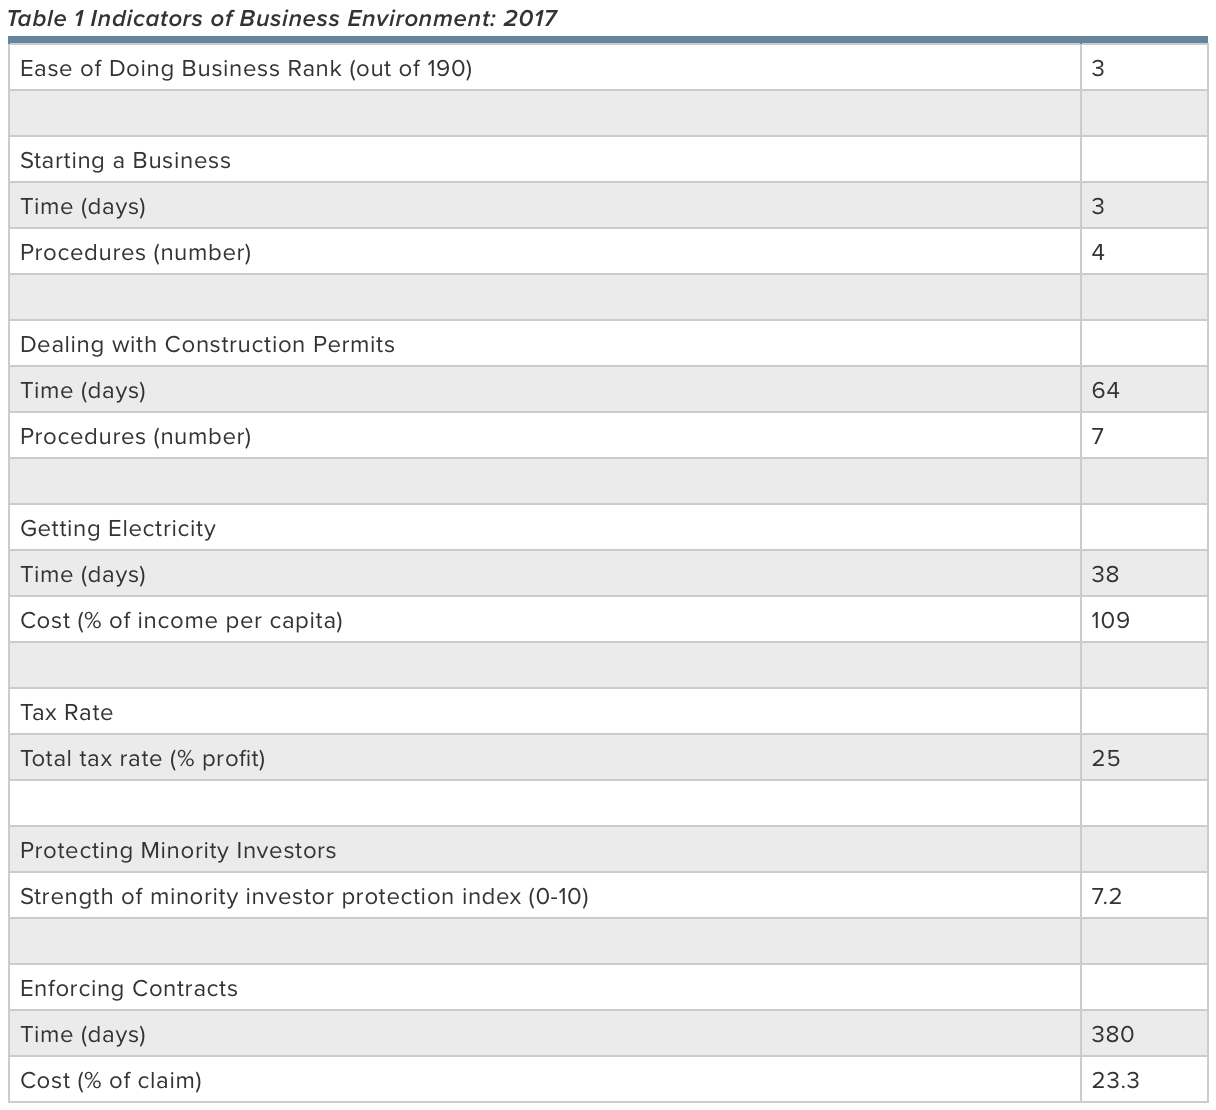 Table 1 Indicators of Business Environment: 2017
Ease of Doing Business Rank (out of 190) 3
Starting a Business
Time (days) 3
Procedures (number) 4
Dealing with Construction Permits
Time (days) 64
Procedures (number) 7
Getting Electricity
Time (days) 38
Cost (% of income per capita) 109
Tax Rate
Total tax rate (% profit) 25
Protecting Minority Investors
Strength of minority investor protection index (0-10) 7.2
Enforcing Contracts
Time (days) 380
Cost (% of claim) 23.3